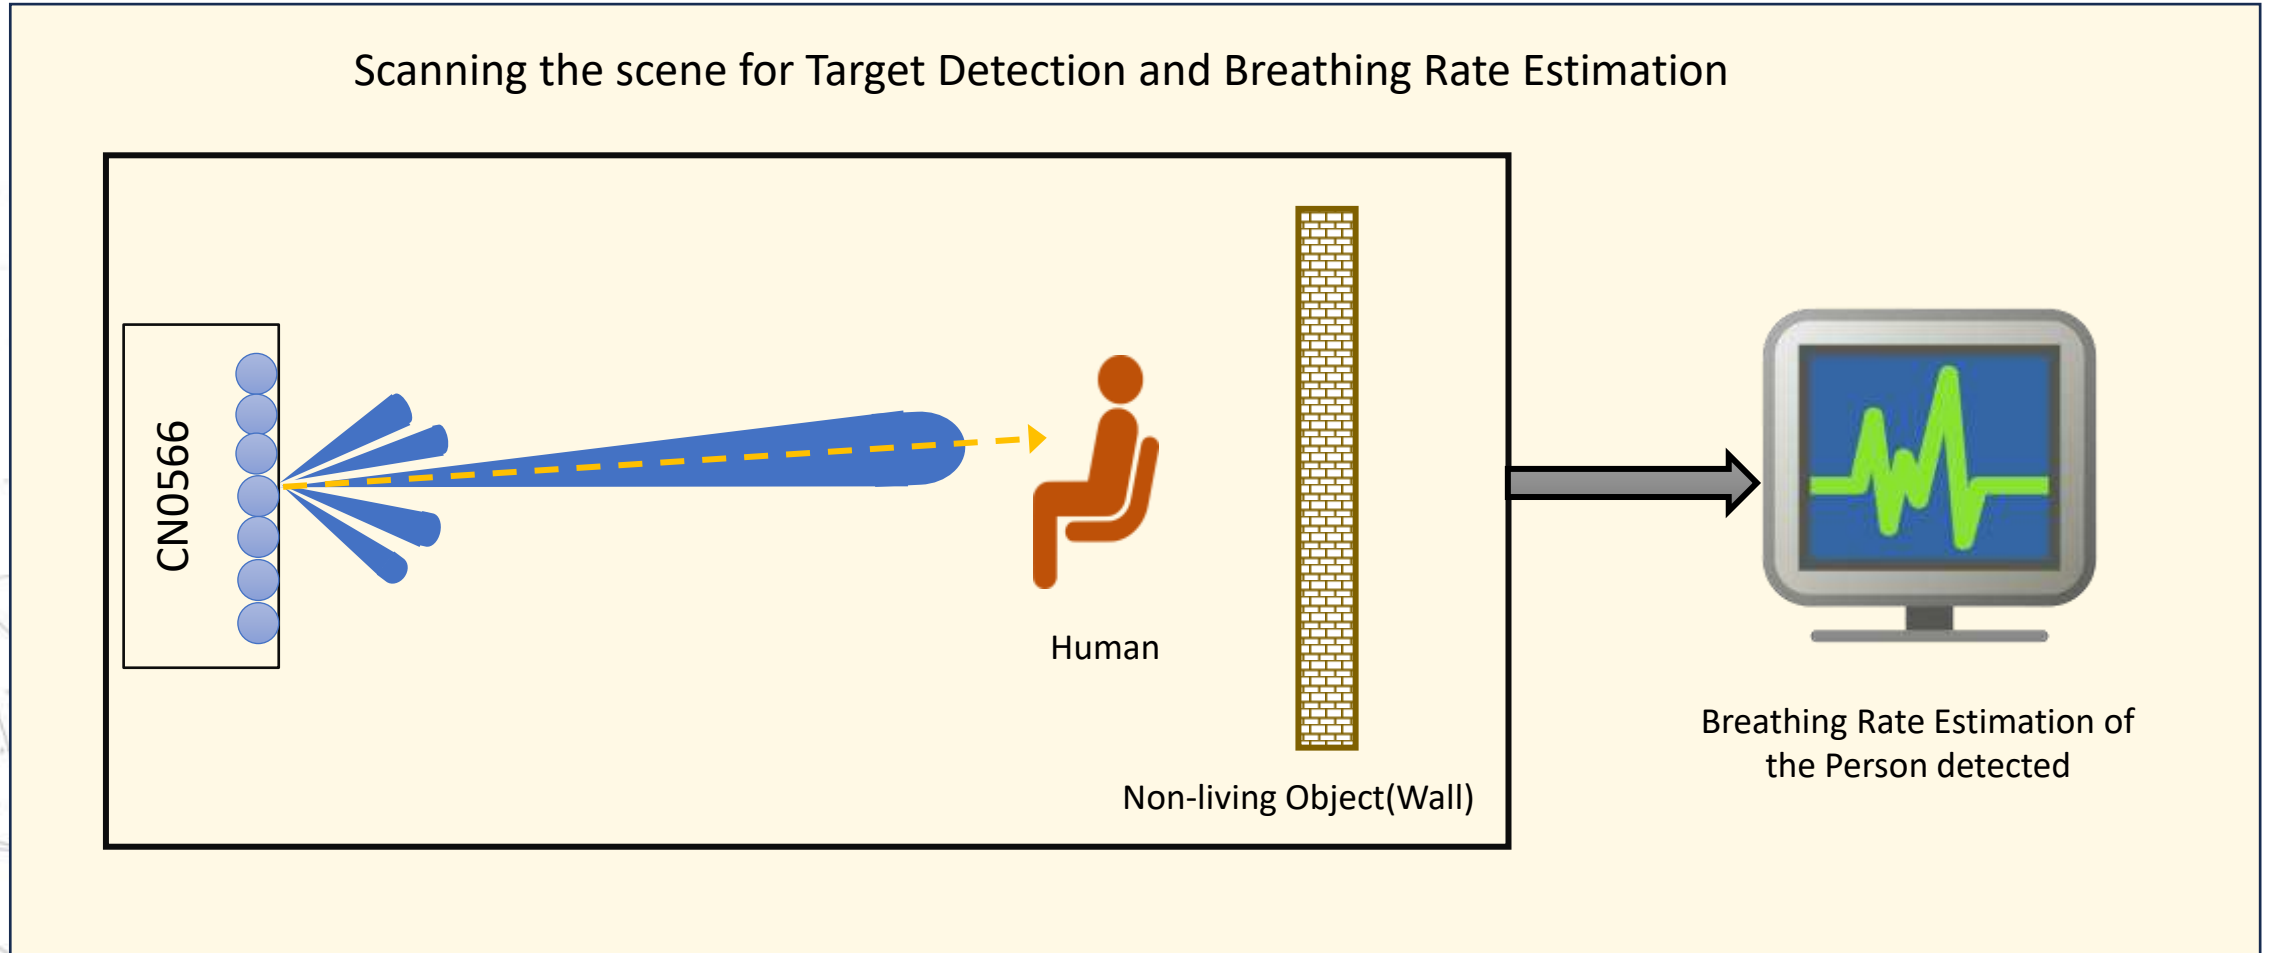 Scanning the scene for Target Detection and Breathing Rate Estimation
CN0566
Human
Non-living Object(Wall)
Breathing Rate Estimation of
the Person detected